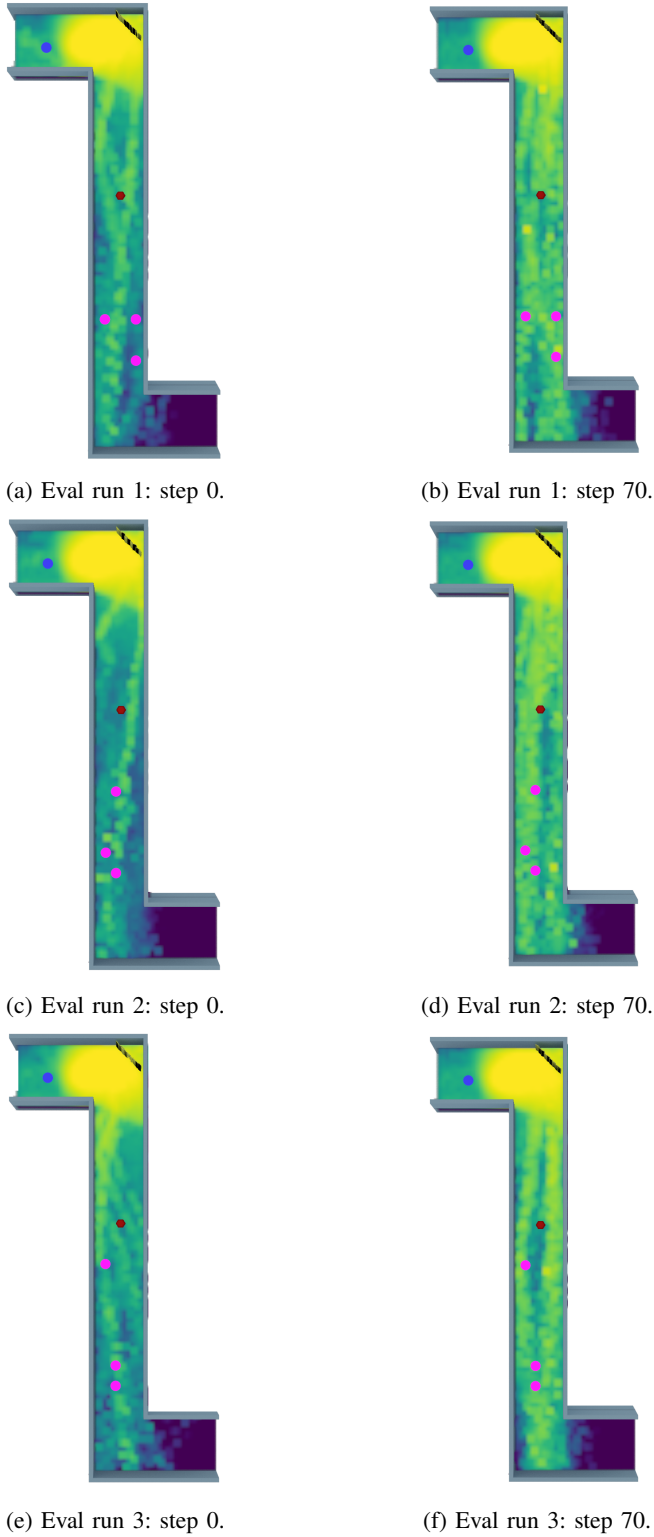 (a) Eval run 1: step 0.
(b) Eval run 1: step 70.
(c) Eval run 2: step 0.
(d) Eval run 2: step 70.
(e) Eval run 3: step 0.
(f) Eval run 3: step 70.